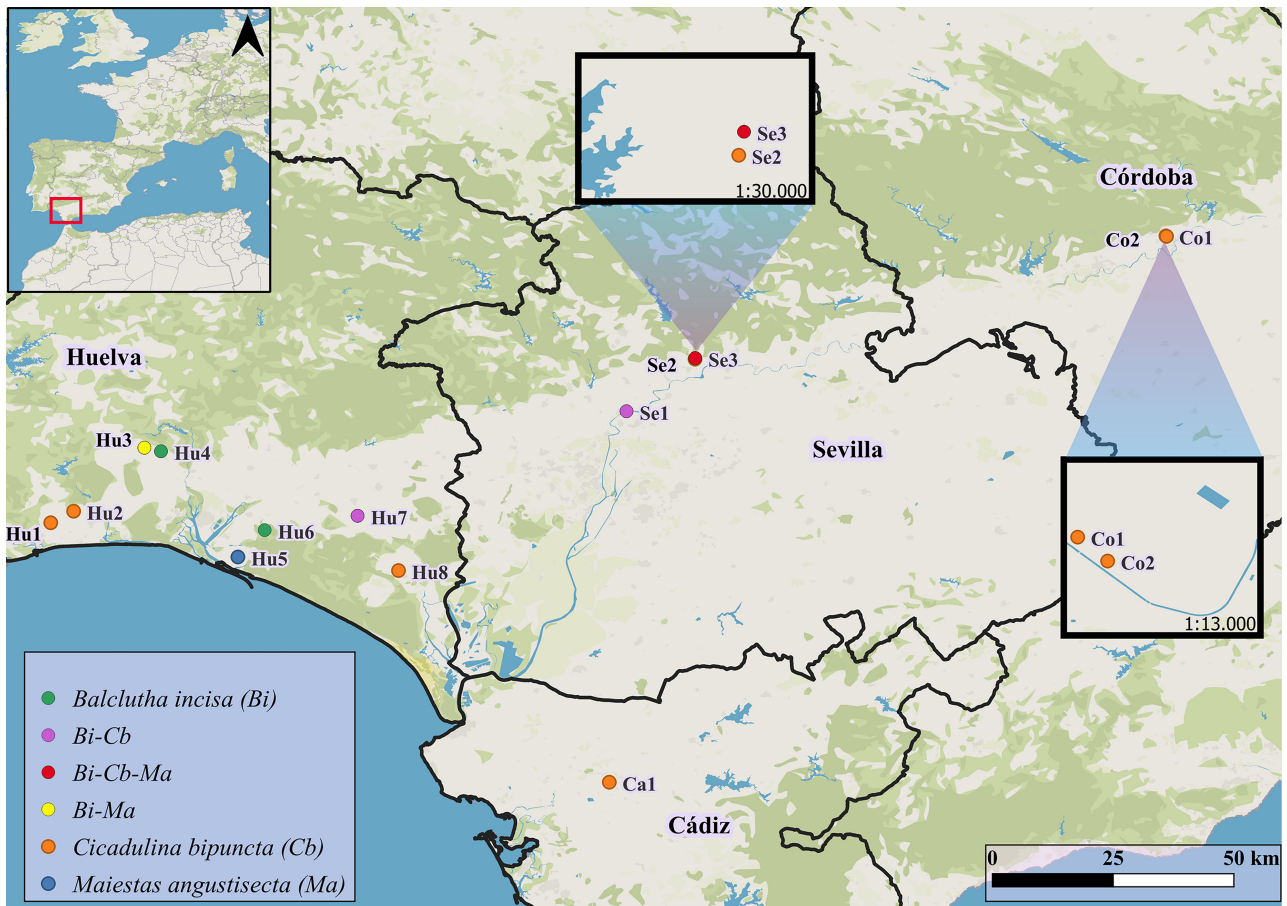 Se3
Se2
1:30.000
Córdoba
Co2 Co1
Huelva
Se2 Se3
Se1
Sevilla
Hu3
Hu4
Hu2
Hu1
Hu7
Hu6
Hu5
Hu8
Co1
Co2
1:13.000
Balclutha incisa (Bi)
Bi-Cb
Bi-Cb-Ma
Bi-Ma
Cicadulina bipuncta (Cb)
Maiestas angustisecta (Ma)
Ca1
Cádiz
0 25 50 km